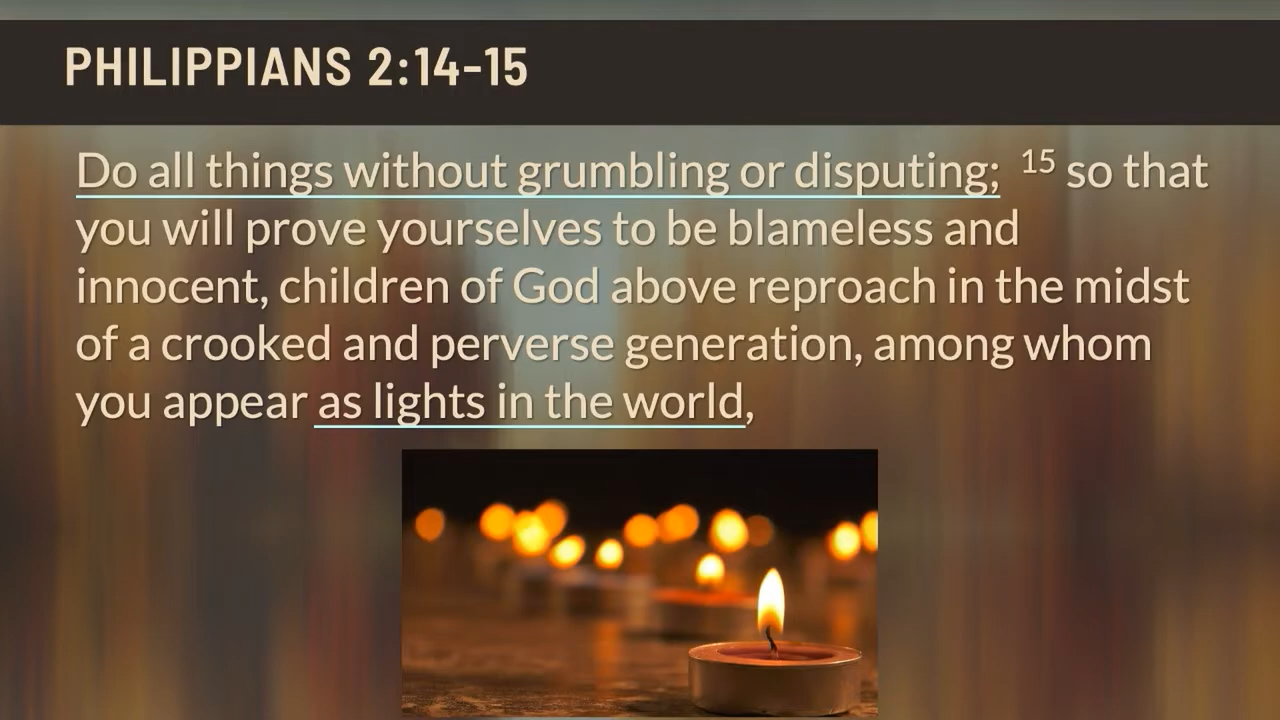 PHILIPPIANS 2:14-15
Do all things without grumbling or disputing; 15 so that
you will prove yourselves to be blameless and
innocent, children of God above reproach in the midst
of a crooked and perverse generation, among whom
you appear as lights in the world,